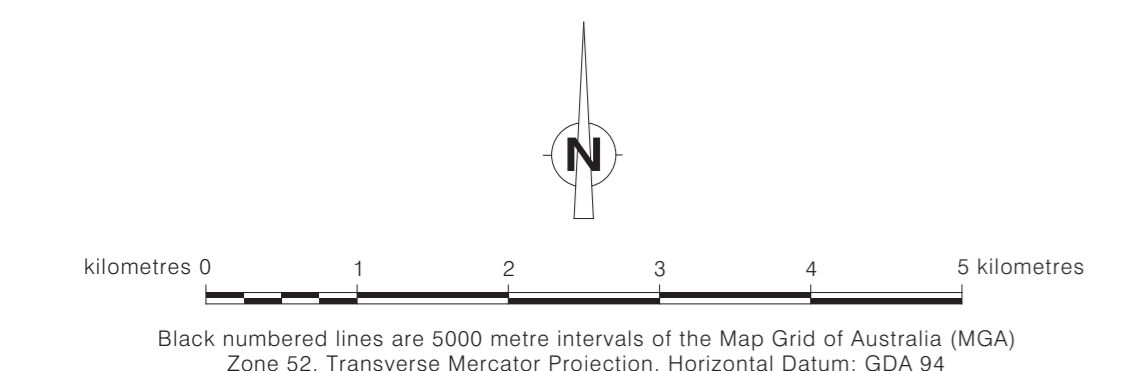 N
kilometres 0 1 2 3 4 5 kilometres
Black numbered lines are 5000 metre intervals of the Map Grid of Australia (MGA)
Zone 52. Transverse Mercator Projection. Horizontal Datum: GDA 94